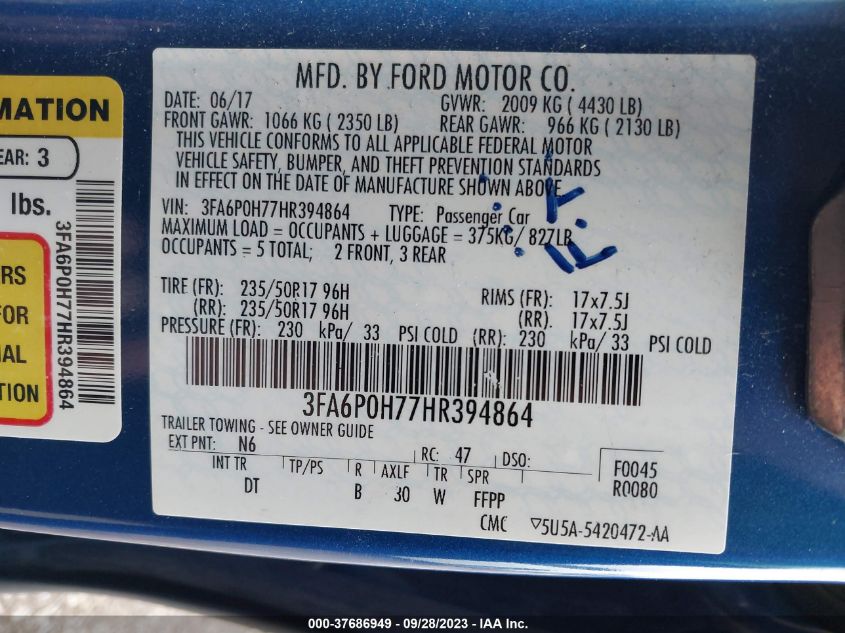 MATION
EAR: 3
lbs.
RS
FOR
IAL
TION
3FA6P0H77HR394864
MFD. BY FORD MOTOR CO.
DATE: 06/17 GVWR: 2009 KG ( 4430 LB)
FRONT GAWR: 1066 KG ( 2350 LB) REAR GAWR: 966 KG ( 2130 LB)
THIS VEHICLE CONFORMS TO ALL APPLICABLE FEDERAL MOTOR
VEHICLE SAFETY, BUMPER, AND THEFT PREVENTION STANDARDS
IN EFFECT ON THE DATE OF MANUFACTURE SHOWN ABOVE
VIN: 3FA6P0H77HR394864 TYPE: Passenger Car
MAXIMUM LOAD = OCCUPANTS + LUGGAGE = 375KG/ 827LB
OCCUPANTS = 5 TOTAL; 2 FRONT, 3 REAR
TIRE (FR): 235/50R17 96H RIMS (FR): 17x7.5J
(RR): 235/50R17 96H (RR). 17x7.5J
PRESSURE (FR): 230 kPa/ 33 PSI COLD (RR): 230 kPa/ 33 PSI COLD
3FA6P0H77HR394864
TRAILER TOWING - SEE OWNER GUIDE
EXT PNT: N6 RC: 47 DSO: F0045
INT TR TP/PS R AXLE TR SPR R0080
DT B 30 W FFPP
CMC 5U5A-5420472-AA
000-37686949 - 09/28/2023 - IAA Inc.